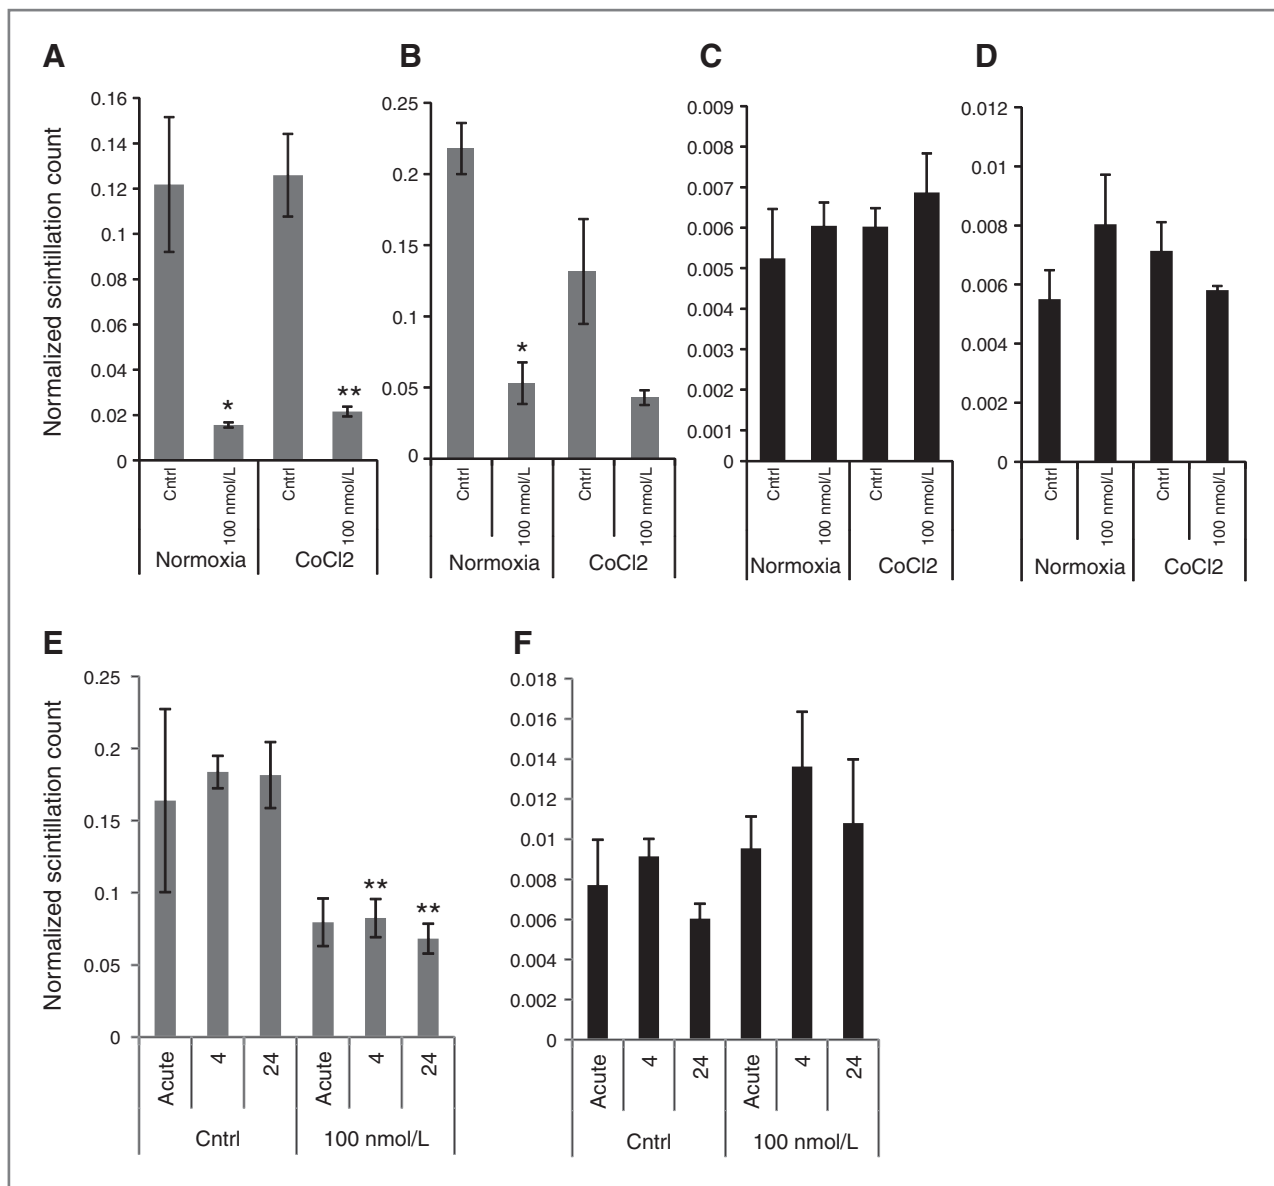 A
Normalized scintillation count
0.16
0.14
0.12
0.1
0.08
0.06
0.04
0.02
0
*
**
Cntrl
100 nmol/L
Cntrl
100 nmol/L
Normoxia
CoCl2
B
0.25
0.2
0.15
0.1
0.05
0
*
Cntrl
100 nmol/L
Cntrl
100 nmol/L
Normoxia
CoCl2
C
0.009
0.008
0.007
0.006
0.005
0.004
0.003
0.002
0.001
0
Cntrl
100 nmol/L
Cntrl
100 nmol/L
Normoxia
CoCl2
D
0.012
0.01
0.008
0.006
0.004
0.002
0
Cntrl
100 nmol/L
Cntrl
100 nmol/L
Normoxia
CoCl2
E
Normalized scintillation count
0.25
0.2
0.15
0.1
0.05
0
**
**
Acute
4
24
Acute
4
24
Cntrl
100 nmol/L
F
0.018
0.016
0.014
0.012
0.01
0.008
0.006
0.004
0.002
0
Acute
4
24
Acute
4
24
Cntrl
100 nmol/L